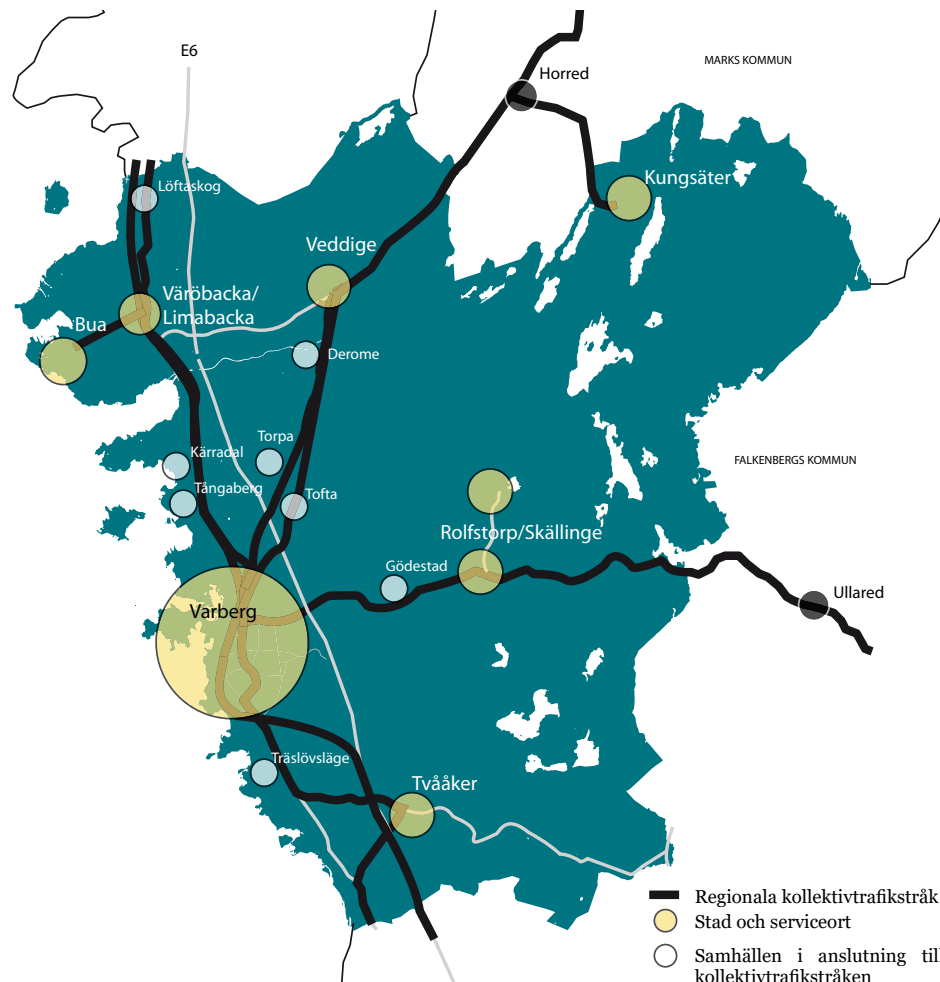 E6
MARKS KOMMUN
Horred
Kungsäter
Löftaskog
Veddige
Väröbacka/
Limabacka
Bua
Derome
Torpa
Kärradal
FALKENBERGS KOMMUN
Tångaberg
Tofta
Rolfstorp/Skällinge
Gödestad
Ullared
Varberg
Träslövsläge
Tvååker
Regionala kollektivtrafikstråk
Stad och serviceort
Samhällen i anslutning till
kollektivtrafikstråken